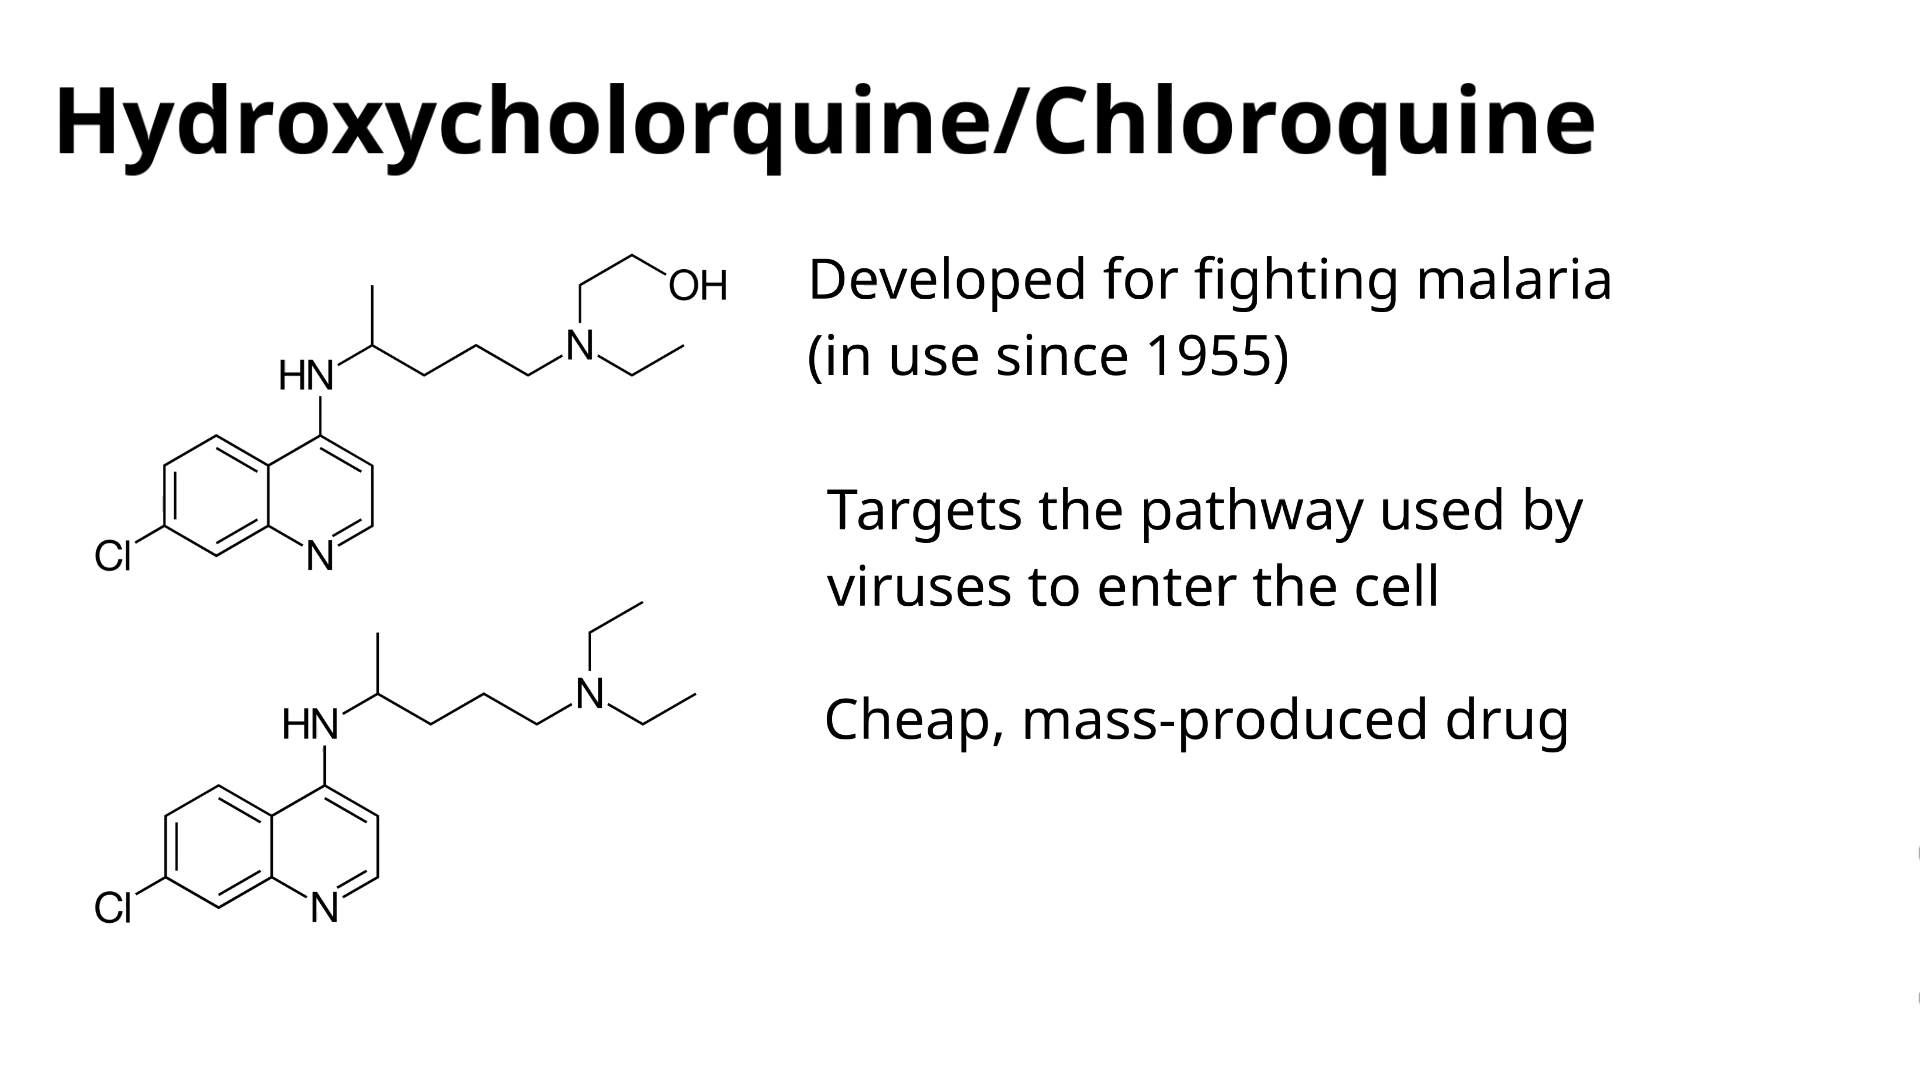 Hydroxycholorquine/Chloroquine
OH
N
HN
Cl
N
N
HN
Cl
N
Developed for fighting malaria
(in use since 1955)
Targets the pathway used by
viruses to enter the cell
Cheap, mass-produced drug